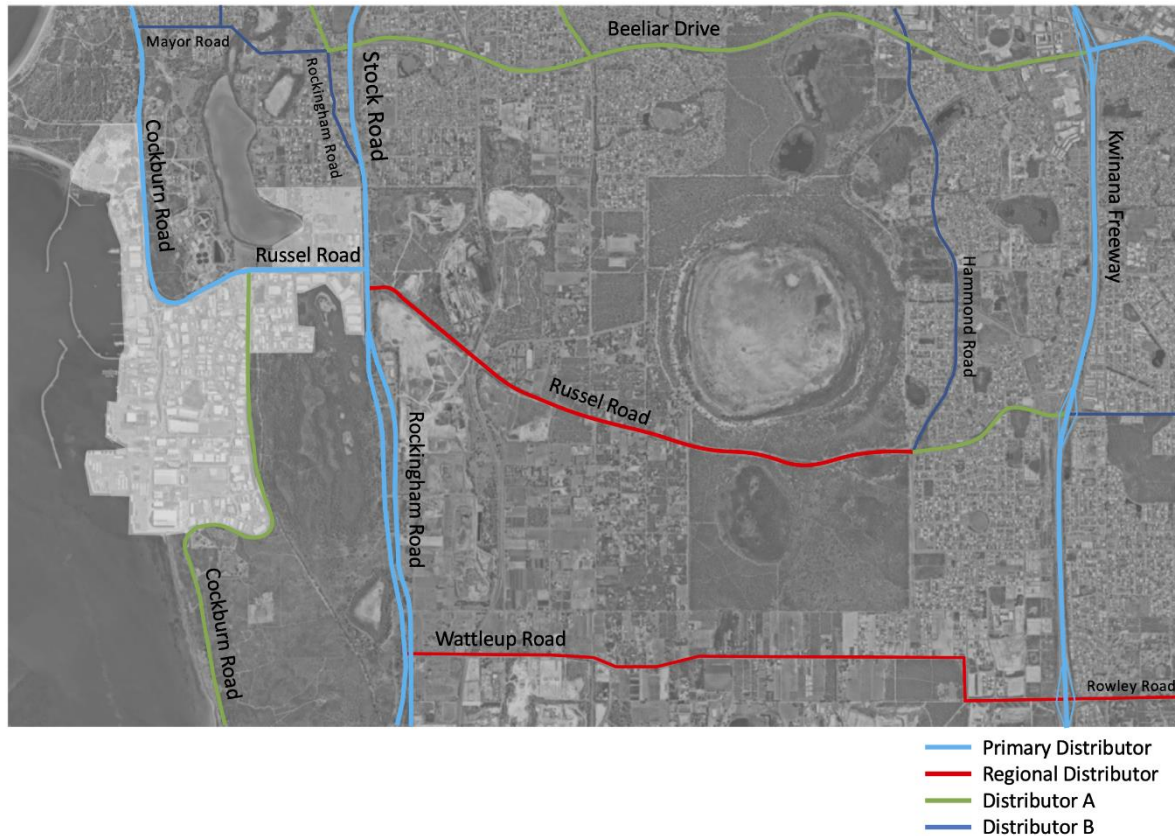 Beeliar Drive
Mayor Road
Stock Road
Rockingham Road
Cockburn Road
Kwinana Freeway
Russel Road
Hammond Road
Russel Road
Rockingham Road
Cockburn Road
Wattleup Road
Rowley Road
Primary Distributor
Regional Distributor
Distributor A
Distributor B